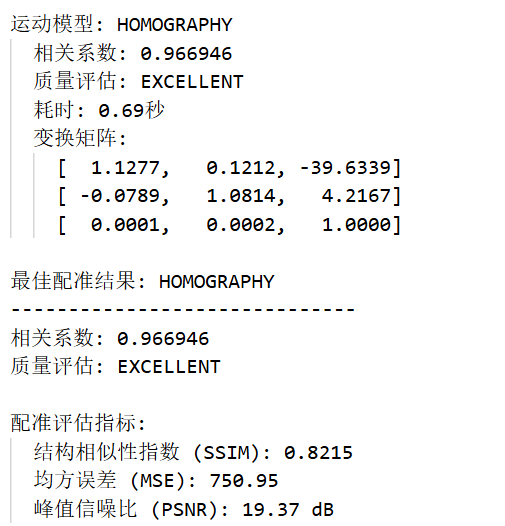 运动模型: HOMOGRAPHY
相关系数: 0.966946
质量评估: EXCELLENT
耗时: 0.69秒
变换矩阵:
[  1.1277,   0.1212, -39.6339]
[ -0.0789,   1.0814,   4.2167]
[  0.0001,   0.0002,   1.0000]
最佳配准结果: HOMOGRAPHY
------------------------------
相关系数: 0.966946
质量评估: EXCELLENT
配准评估指标:
结构相似性指数 (SSIM): 0.8215
均方误差 (MSE): 750.95
峰值信噪比 (PSNR): 19.37 dB